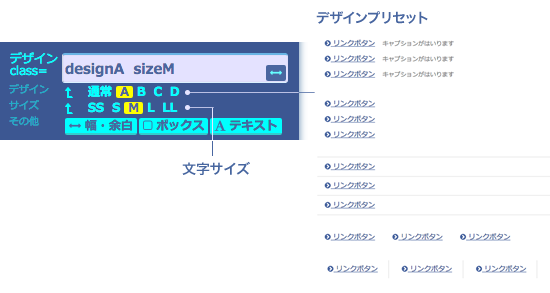 デザインプリセット
デザイン
class=
designA sizeM
デザイン
通常 A B C D
サイズ
SS S M L LL
その他
幅・余白
ボックス
A テキスト
文字サイズ
リンクボタン キャプションがはいります
リンクボタン キャプションがはいります
リンクボタン キャプションがはいります
リンクボタン
リンクボタン
リンクボタン
リンクボタン
リンクボタン
リンクボタン
リンクボタン リンクボタン リンクボタン
リンクボタン リンクボタン リンクボタン